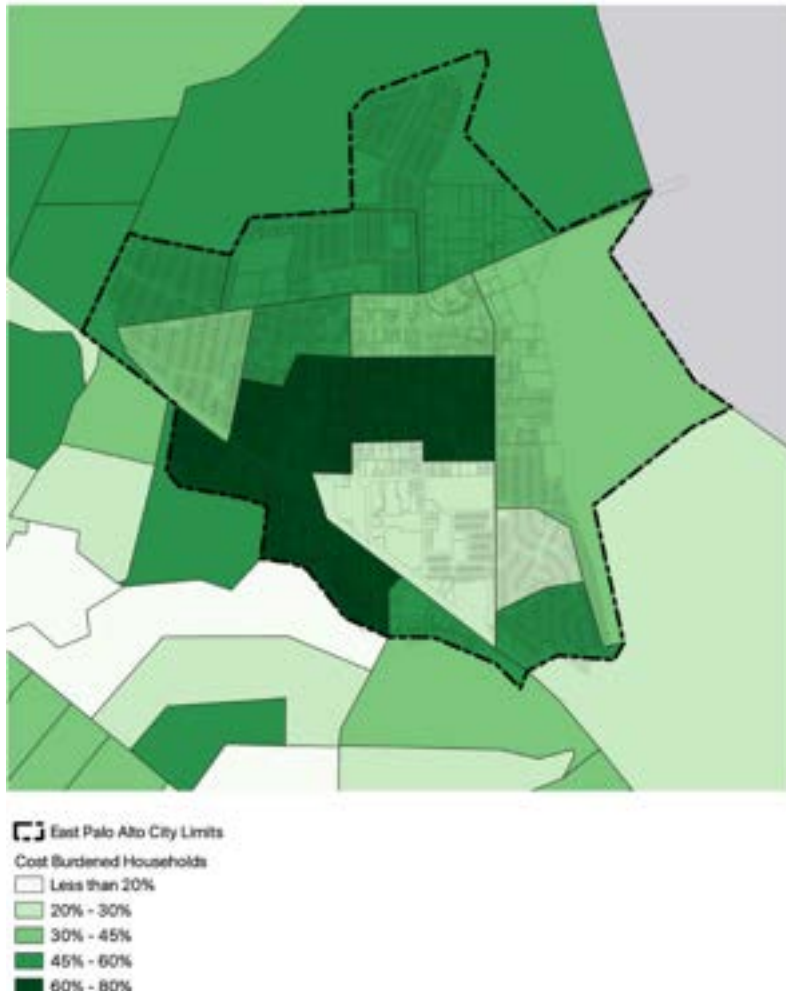 East Palo Alto City Limits
Cost Burdened Households
Less than 20%
20% - 30%
30% - 45%
45% - 60%
60% - 80%